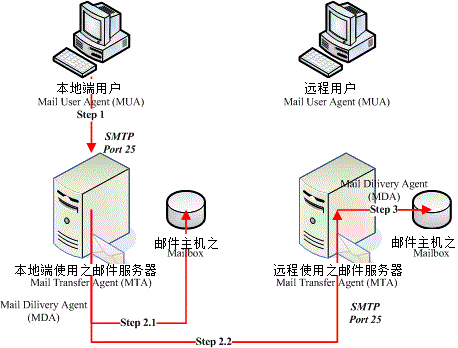 本地端用户
Mail User Agent (MUA)
Step 1
远程用户
Mail User Agent (MUA)
SMTP
Port 25
Mail Dilivery Agent
(MDA)
Step 3
邮件主机之
Mailbox
邮件主机之
Mailbox
本地端使用之邮件服务器
Mail Transfer Agent (MTA)
远程使用之邮件服务器
Mail Transfer Agent (MTA)
Mail Dilivery Agent
(MDA)
Step 2.1
SMTP
Port 25
Step 2.2